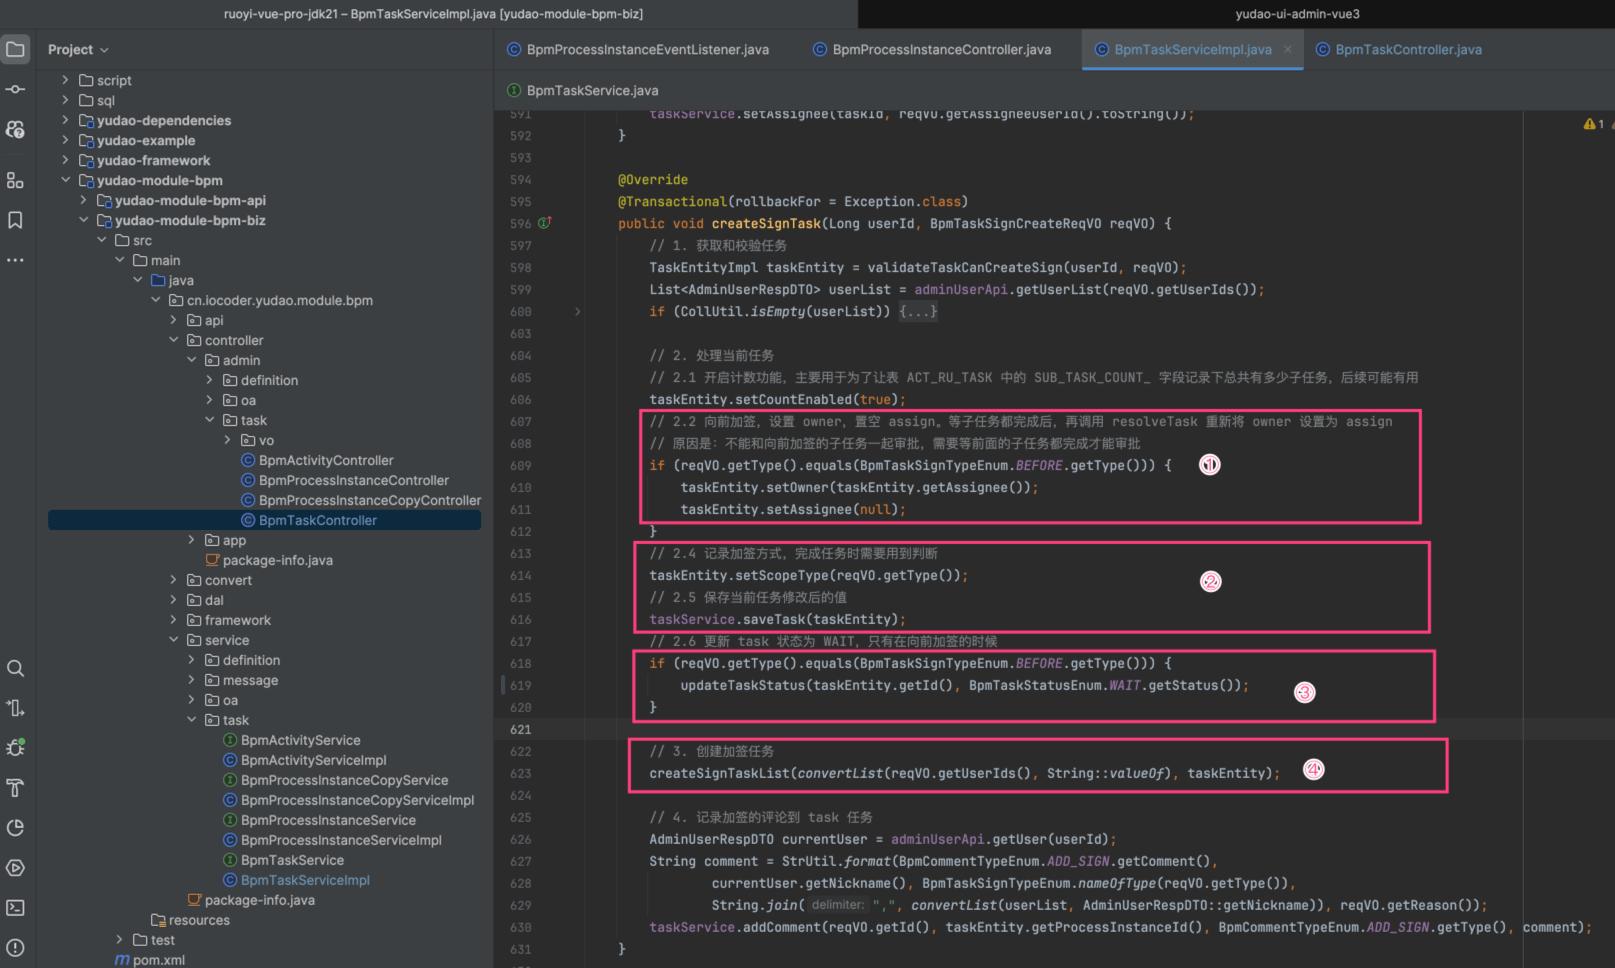 ruoyi-vue-pro-jdk21 – BpmTaskServiceImpl.java [yudao-module-bpm-biz]
yudao-ui-admin-vue3
Project
BpmProcessInstanceEventListener.java
BpmProcessInstanceController.java
BpmTaskServiceImpl.java
BpmTaskController.java
BpmTaskService.java
script
sql
yudao-dependencies
yudao-example
yudao-framework
yudao-module-bpm
yudao-module-bpm-api
yudao-module-bpm-biz
src
main
java
cn.iocoder.yudao.module.bpm
api
controller
admin
definition
oa
task
vo
BpmActivityController
BpmProcessInstanceController
BpmProcessInstanceCopyController
BpmTaskController
app
package-info.java
convert
dal
framework
service
definition
message
oa
task
BpmActivityService
BpmActivityServiceImpl
BpmProcessInstanceCopyService
BpmProcessInstanceCopyServiceImpl
BpmProcessInstanceService
BpmProcessInstanceServiceImpl
BpmTaskService
BpmTaskServiceImpl
package-info.java
resources
test
pom.xml
1
591 taskService.setAssignee(taskId, reqVO.getAssigneeUserId().toString());
592 }
593
594 @Override
595 @Transactional(rollbackFor = Exception.class)
596 public void createSignTask(Long userId, BpmTaskSignCreateReqVO reqVO) {
597 // 1. 获取和校验任务
598 TaskEntityImpl taskEntity = validateTaskCanCreateSign(userId, reqVO);
599 List<AdminUserRespDTO> userList = adminUserApi.getUserList(reqVO.getUserIds());
600 if (CollUtil.isEmpty(userList)) {...}
603
604 // 2. 处理当前任务
605 // 2.1 开启计数功能，主要用于为了让表 ACT_RU_TASK 中的 SUB_TASK_COUNT_ 字段记录下总共有多少子任务，后续可能有用
606 taskEntity.setCountEnabled(true);
607 // 2.2 向前加签，设置 owner，置空 assign。等子任务都完成后，再调用 resolveTask 重新将 owner 设置为 assign
608 // 原因是：不能和向前加签的子任务一起审批，需要等前面的子任务都完成才能审批
609 if (reqVO.getType().equals(BpmTaskSignTypeEnum.BEFORE.getType())) { ①
610 taskEntity.setOwner(taskEntity.getAssignee());
611 taskEntity.setAssignee(null);
612 }
613 // 2.4 记录加签方式，完成任务时需要用到判断
614 taskEntity.setScopeType(reqVO.getType()); ②
615 // 2.5 保存当前任务修改后的值
616 taskService.saveTask(taskEntity);
617 // 2.6 更新 task 状态为 WAIT，只有在向前加签的时候
618 if (reqVO.getType().equals(BpmTaskSignTypeEnum.BEFORE.getType())) {
619 updateTaskStatus(taskEntity.getId(), BpmTaskStatusEnum.WAIT.getStatus()); ③
620 }
621
622 // 3. 创建加签任务
623 createSignTaskList(convertList(reqVO.getUserIds(), String::valueOf), taskEntity); ④
624
625 // 4. 记录加签的评论到 task 任务
626 AdminUserRespDTO currentUser = adminUserApi.getUser(userId);
627 String comment = StrUtil.format(BpmCommentTypeEnum.ADD_SIGN.getComment(),
628 currentUser.getNickname(), BpmTaskSignTypeEnum.nameOfType(reqVO.getType()),
629 String.join( delimiter: ",", convertList(userList, AdminUserRespDTO::getNickname)), reqVO.getReason());
630 taskService.addComment(reqVO.getId(), taskEntity.getProcessInstanceId(), BpmCommentTypeEnum.ADD_SIGN.getType(), comment);
631 }